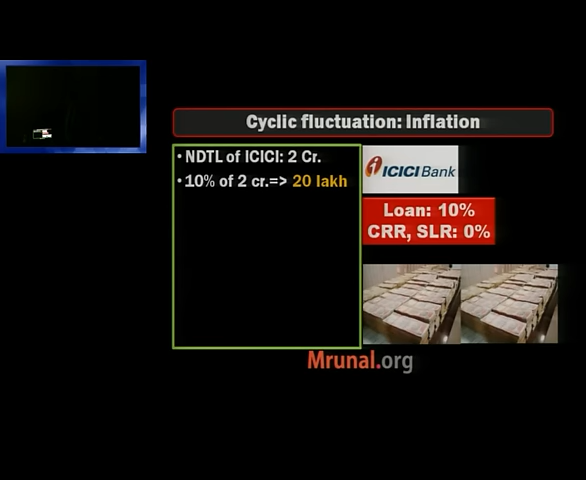 Cyclic fluctuation: Inflation
• NDTL of ICICI: 2 Cr.
• 10% of 2 cr.=> 20 lakh
ICICI Bank
Loan: 10%
CRR, SLR: 0%
Mrunal.org